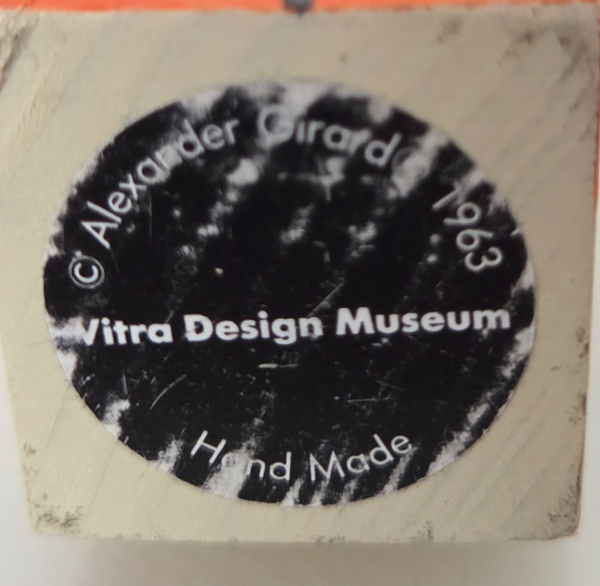 © Alexander Girard® 1963
Vitra Design Museum
Hand Made